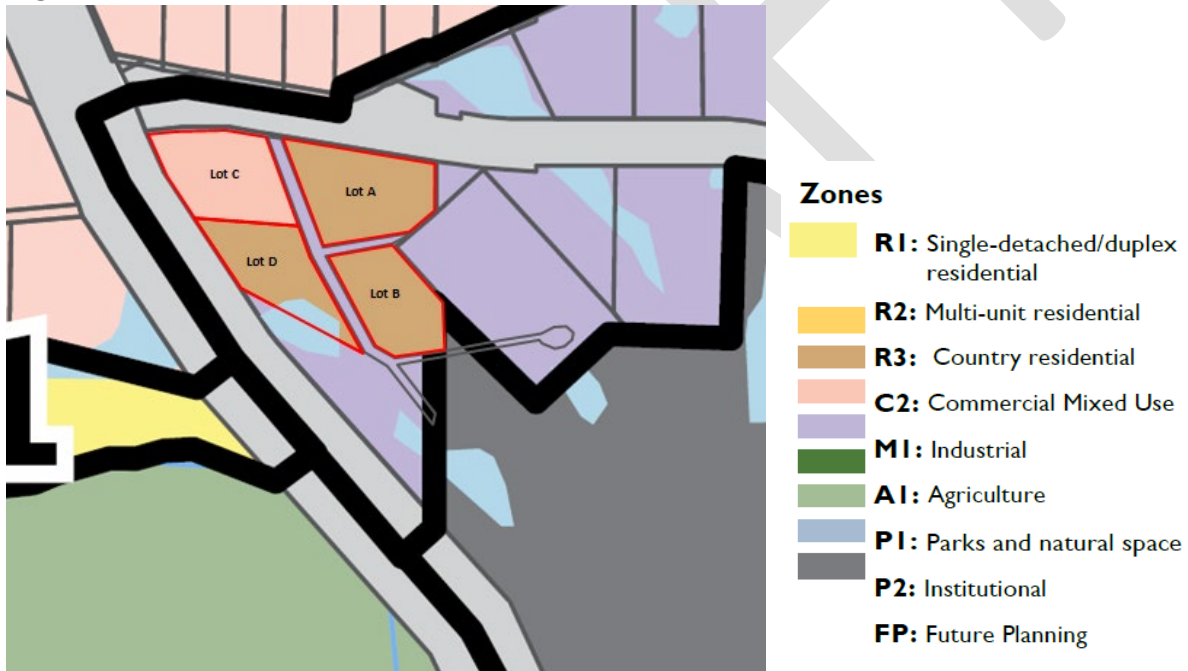 Lot C
Lot A
Lot D
Lot B
Zones
R1: Single-detached/duplex
residential
R2: Multi-unit residential
R3: Country residential
C2: Commercial Mixed Use
M1: Industrial
A1: Agriculture
P1: Parks and natural space
P2: Institutional
FP: Future Planning